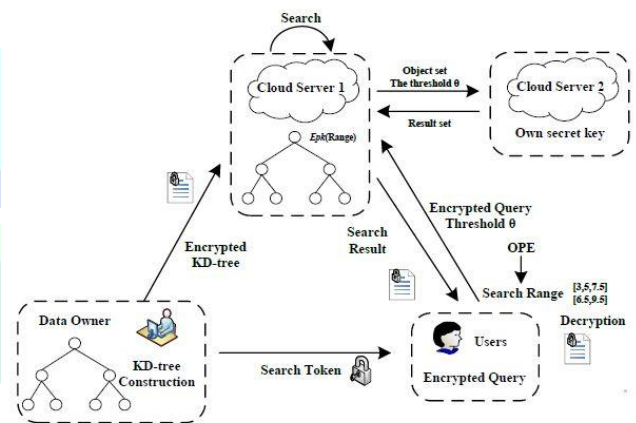 Search
Cloud Server 1
Epk(Range)
Object set
The threshold θ
Result set
Cloud Server 2
Own secret key
Encrypted
KD-tree
Search
Result
Encrypted Query
Threshold θ
OPE
Search Range
[3,5,7.5]
[6.5,9.5]
Decryption
Data Owner
KD-tree
Construction
Search Token
Users
Encrypted Query